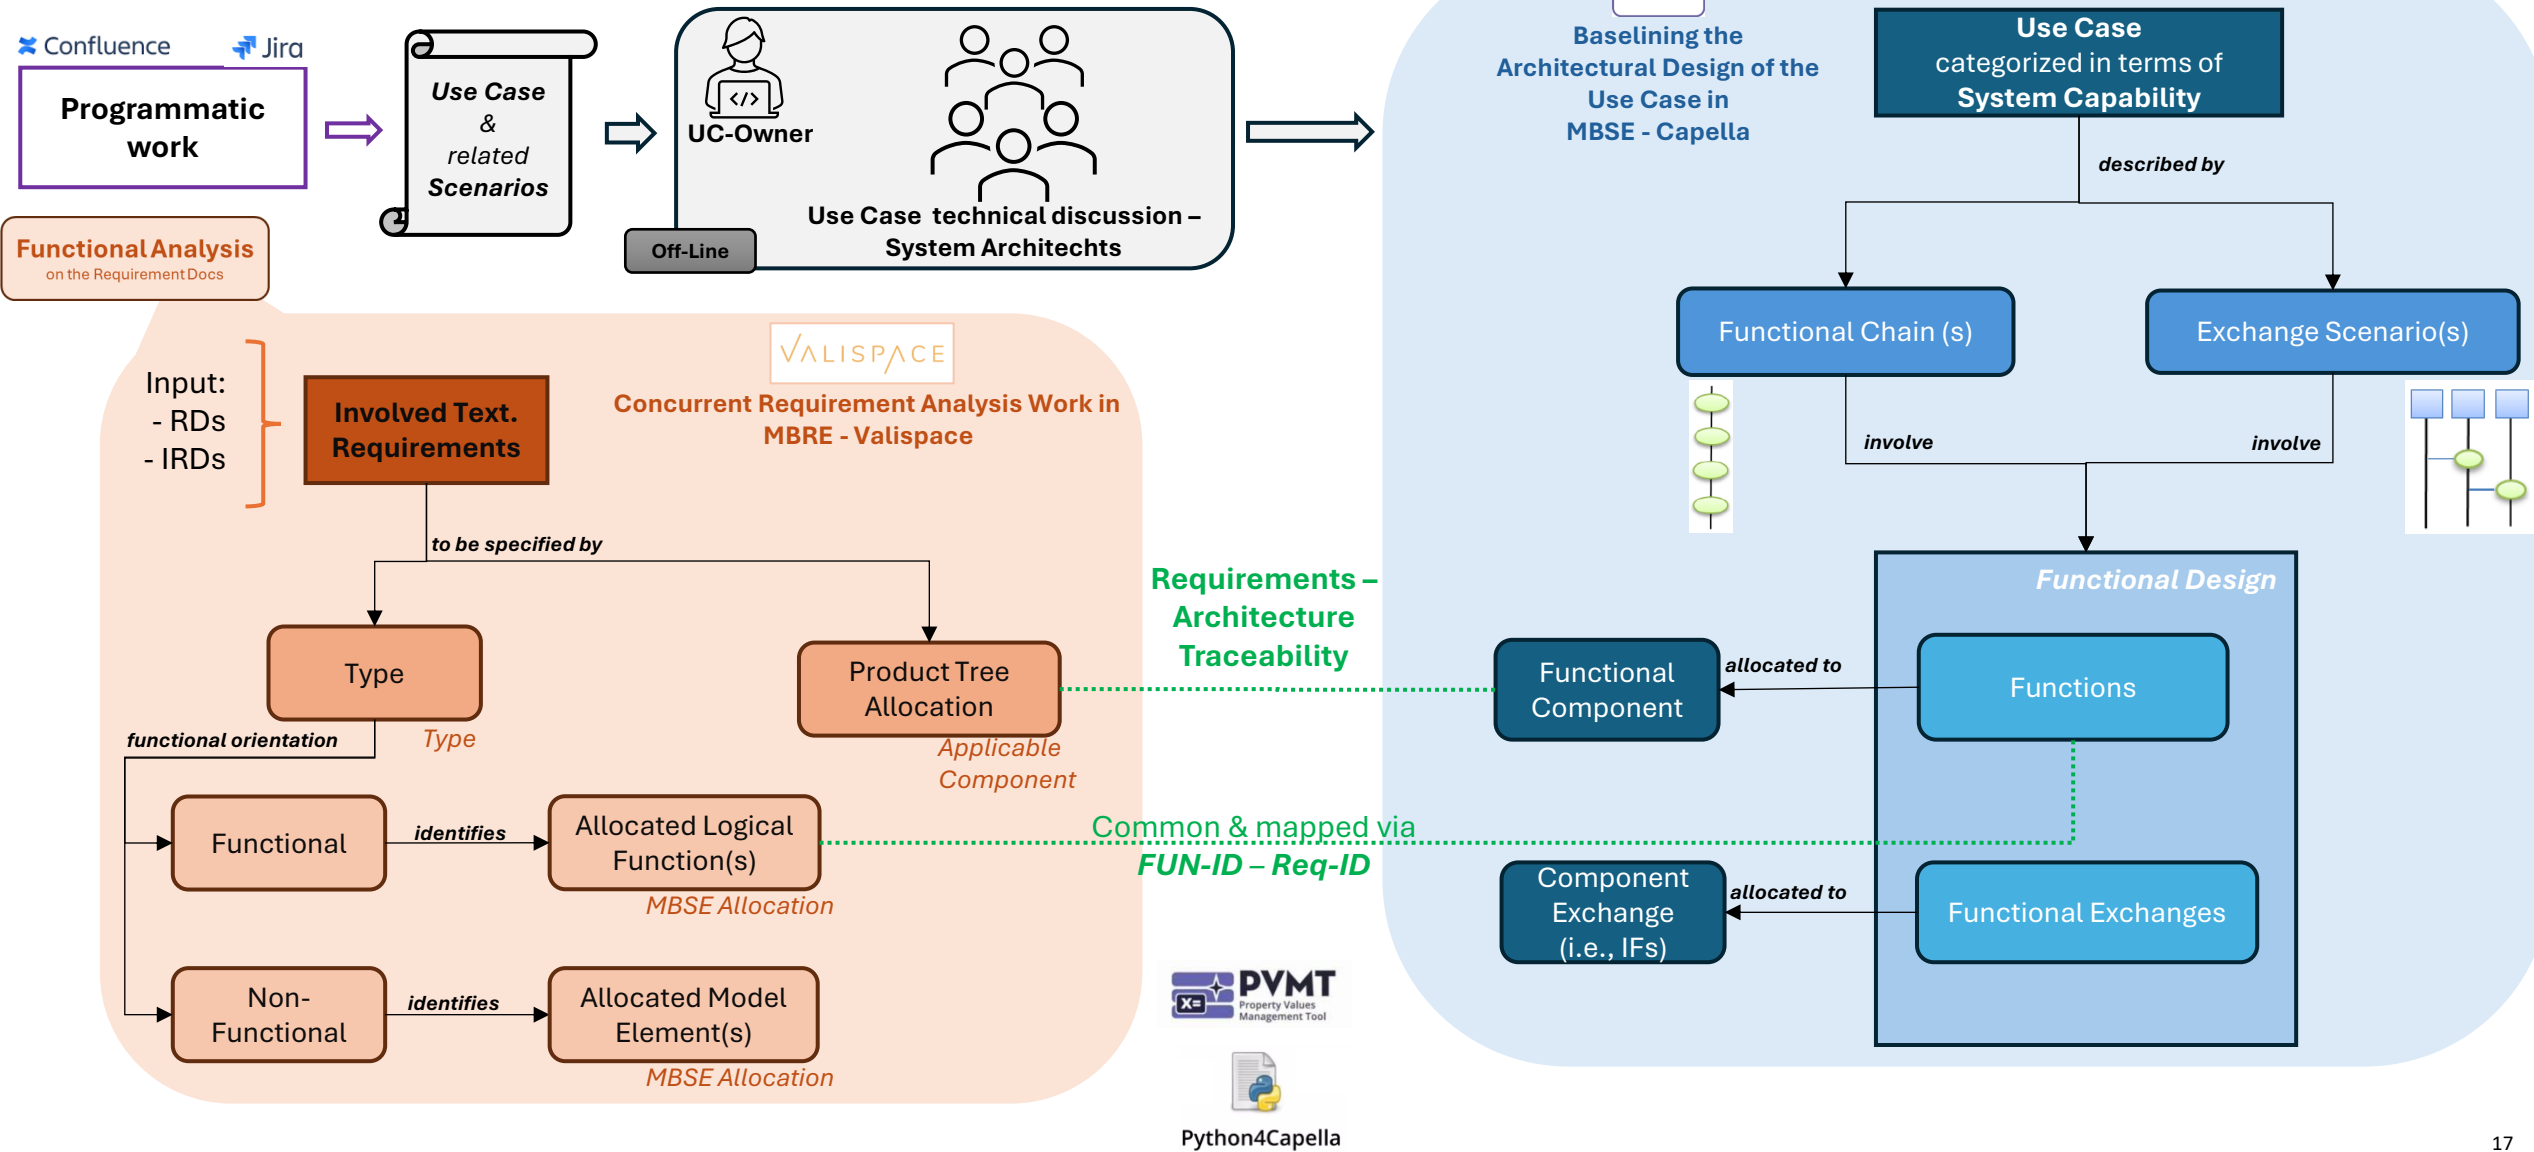 Confluence
Jira
Programmatic
work
Use Case
&
related
Scenarios
</>
UC-Owner
Use Case technical discussion –
System Architechts
Off-Line
Functional Analysis
on the Requirement Docs
Input:
- RDs
- IRDs
Involved Text.
Requirements
VALISPACE
Concurrent Requirement Analysis Work in
MBRE - Valispace
to be specified by
Type
Type
Product Tree
Allocation
Applicable
Component
functional orientation
Functional
identifies
Allocated Logical
Function(s)
MBSE Allocation
Non-
Functional
identifies
Allocated Model
Element(s)
MBSE Allocation
Requirements –
Architecture
Traceability
Common & mapped via
FUN-ID – Req-ID
X=
PVMT
Property Values
Management Tool
Python4Capella
Baselining the
Architectural Design of the
Use Case in
MBSE - Capella
Use Case
categorized in terms of
System Capability
described by
Functional Chain (s)
Exchange Scenario(s)
involve
involve
Functional Design
Functional
Component
allocated to
Functions
Component
Exchange
(i.e., IFs)
allocated to
Functional Exchanges
17